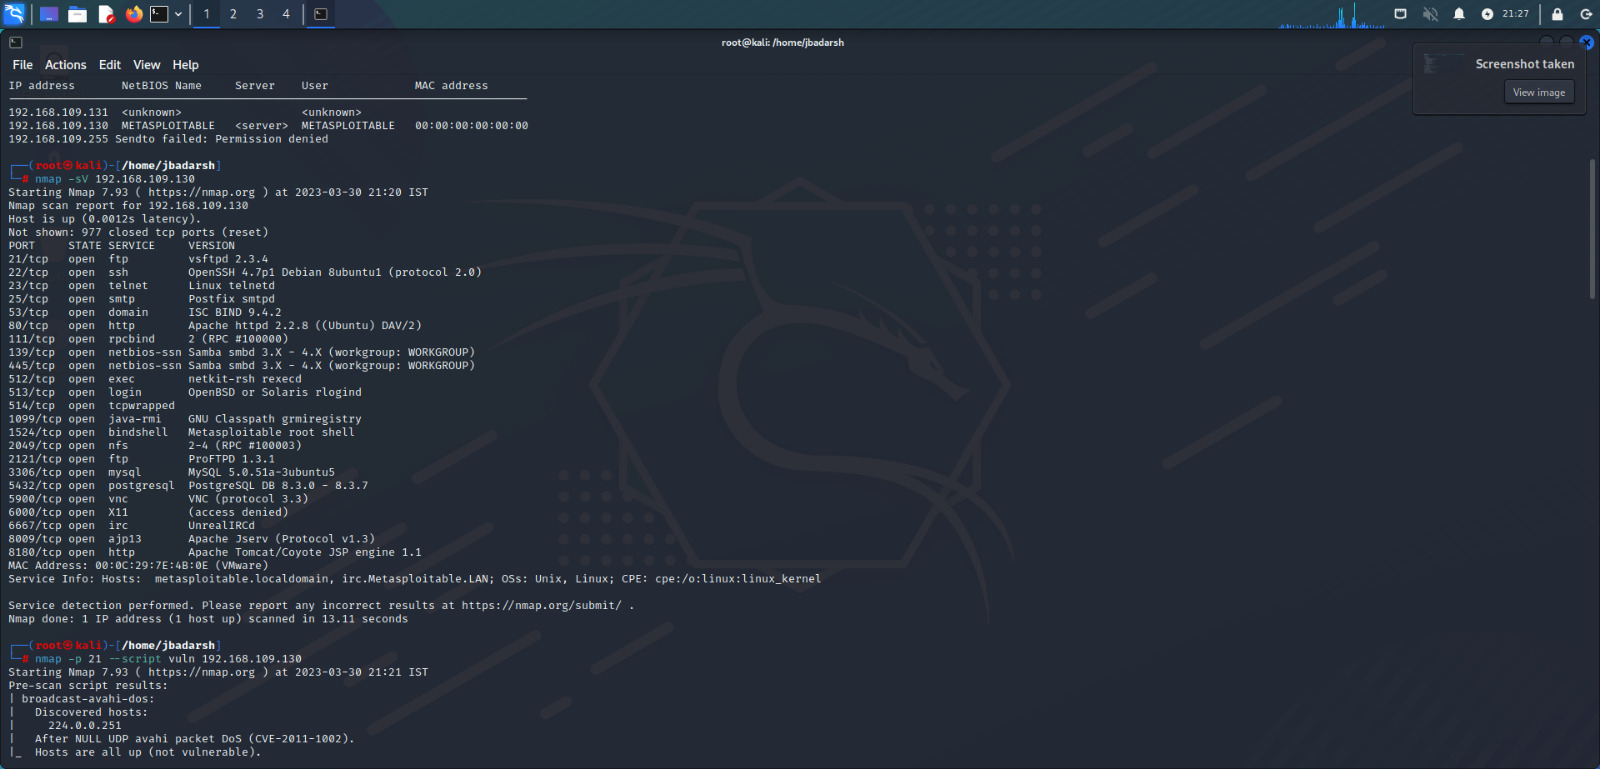 1 2 3 4 21:27
root@kali: /home/jbadarsh
File Actions Edit View Help
Screenshot taken
View image
IP address NetBIOS Name Server User MAC address
192.168.109.131 <unknown> <unknown>
192.168.109.130 METASPLOITABLE <server> METASPLOITABLE 00:00:00:00:00:00
192.168.109.255 Sendto failed: Permission denied
┌──(root㉿kali)-[/home/jbadarsh]
└─# nmap -sV 192.168.109.130
Starting Nmap 7.93 ( https://nmap.org ) at 2023-03-30 21:20 IST
Nmap scan report for 192.168.109.130
Host is up (0.0012s latency).
Not shown: 977 closed tcp ports (reset)
PORT STATE SERVICE VERSION
21/tcp open ftp vsftpd 2.3.4
22/tcp open ssh OpenSSH 4.7p1 Debian 8ubuntu1 (protocol 2.0)
23/tcp open telnet Linux telnetd
25/tcp open smtp Postfix smtpd
53/tcp open domain ISC BIND 9.4.2
80/tcp open http Apache httpd 2.2.8 ((Ubuntu) DAV/2)
111/tcp open rpcbind 2 (RPC #100000)
139/tcp open netbios-ssn Samba smbd 3.X - 4.X (workgroup: WORKGROUP)
445/tcp open netbios-ssn Samba smbd 3.X - 4.X (workgroup: WORKGROUP)
512/tcp open exec netkit-rsh rexecd
513/tcp open login OpenBSD or Solaris rlogind
514/tcp open tcpwrapped
1099/tcp open java-rmi GNU Classpath grmiregistry
1524/tcp open bindshell Metasploitable root shell
2049/tcp open nfs 2-4 (RPC #100003)
2121/tcp open ftp ProFTPD 1.3.1
3306/tcp open mysql MySQL 5.0.51a-3ubuntu5
5432/tcp open postgresql PostgreSQL DB 8.3.0 - 8.3.7
5900/tcp open vnc VNC (protocol 3.3)
6000/tcp open X11 (access denied)
6667/tcp open irc UnrealIRCd
8009/tcp open ajp13 Apache Jserv (Protocol v1.3)
8180/tcp open http Apache Tomcat/Coyote JSP engine 1.1
MAC Address: 00:0C:29:7E:4B:0E (VMware)
Service Info: Hosts:  metasploitable.localdomain, irc.Metasploitable.LAN; OSs: Unix, Linux; CPE: cpe:/o:linux:linux_kernel
Service detection performed. Please report any incorrect results at https://nmap.org/submit/ .
Nmap done: 1 IP address (1 host up) scanned in 13.11 seconds
┌──(root㉿kali)-[/home/jbadarsh]
└─# nmap -p 21 --script vuln 192.168.109.130
Starting Nmap 7.93 ( https://nmap.org ) at 2023-03-30 21:21 IST
Pre-scan script results:
| broadcast-avahi-dos:
|   Discovered hosts:
|     224.0.0.251
|   After NULL UDP avahi packet DoS (CVE-2011-1002).
|_  Hosts are all up (not vulnerable).